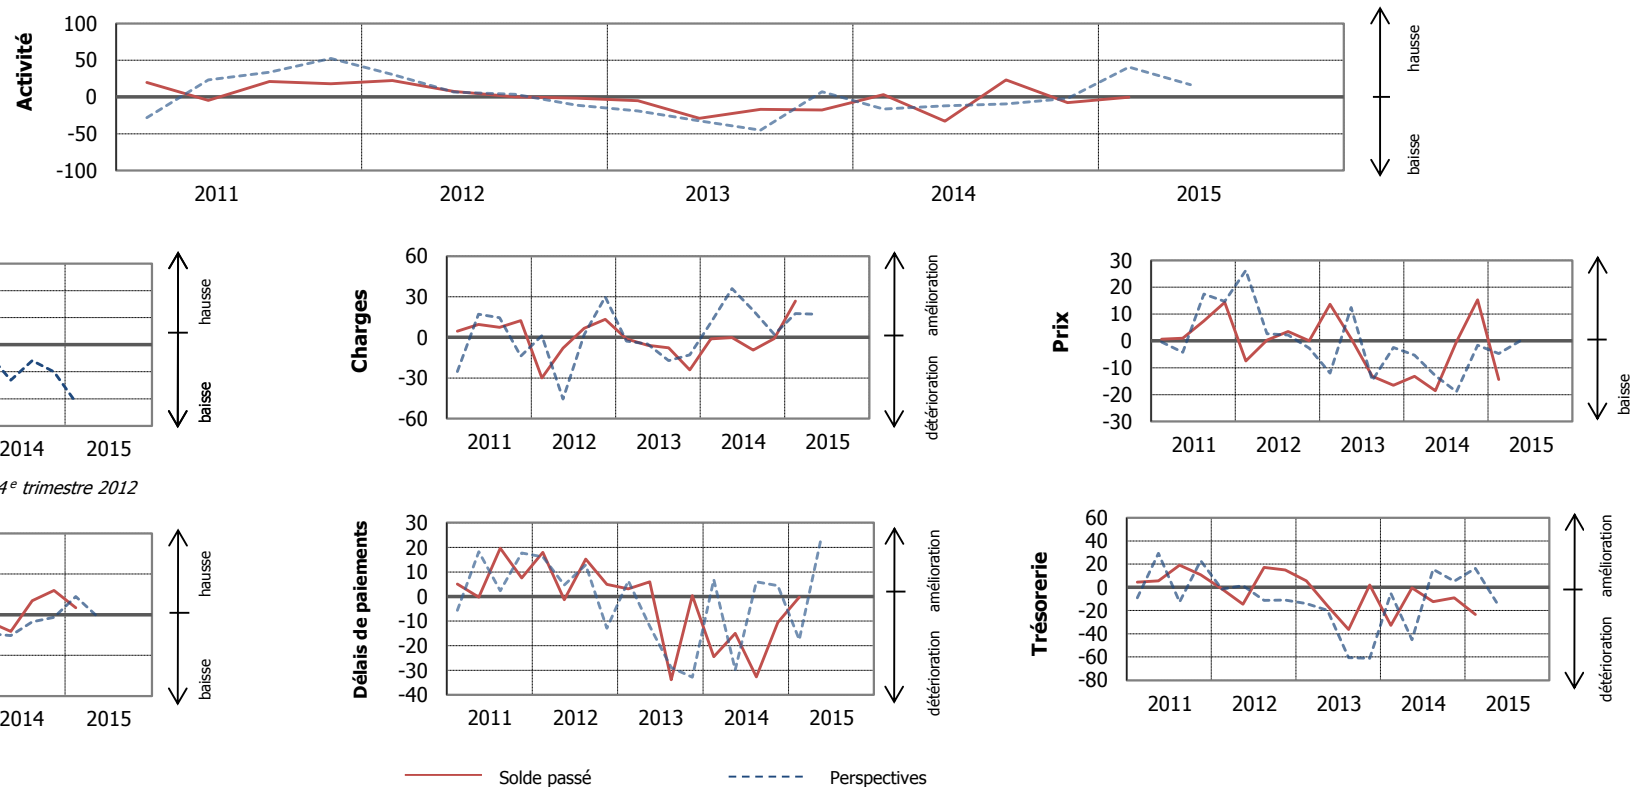 Activité
100
50
0
-50
-100
2011 2012 2013 2014 2015
hausse
baisse
hausse
baisse
2014 2015
4e trimestre 2012
Charges
60
30
0
-30
-60
2011 2012 2013 2014 2015
amélioration
détérioration
Prix
30
20
10
0
-10
-20
-30
2011 2012 2013 2014 2015
baisse
hausse
baisse
2014 2015
Délais de paiements
30
20
10
0
-10
-20
-30
-40
2011 2012 2013 2014 2015
amélioration
détérioration
Trésorerie
60
40
20
0
-20
-40
-60
-80
2011 2012 2013 2014 2015
amélioration
détérioration
Solde passé Perspectives